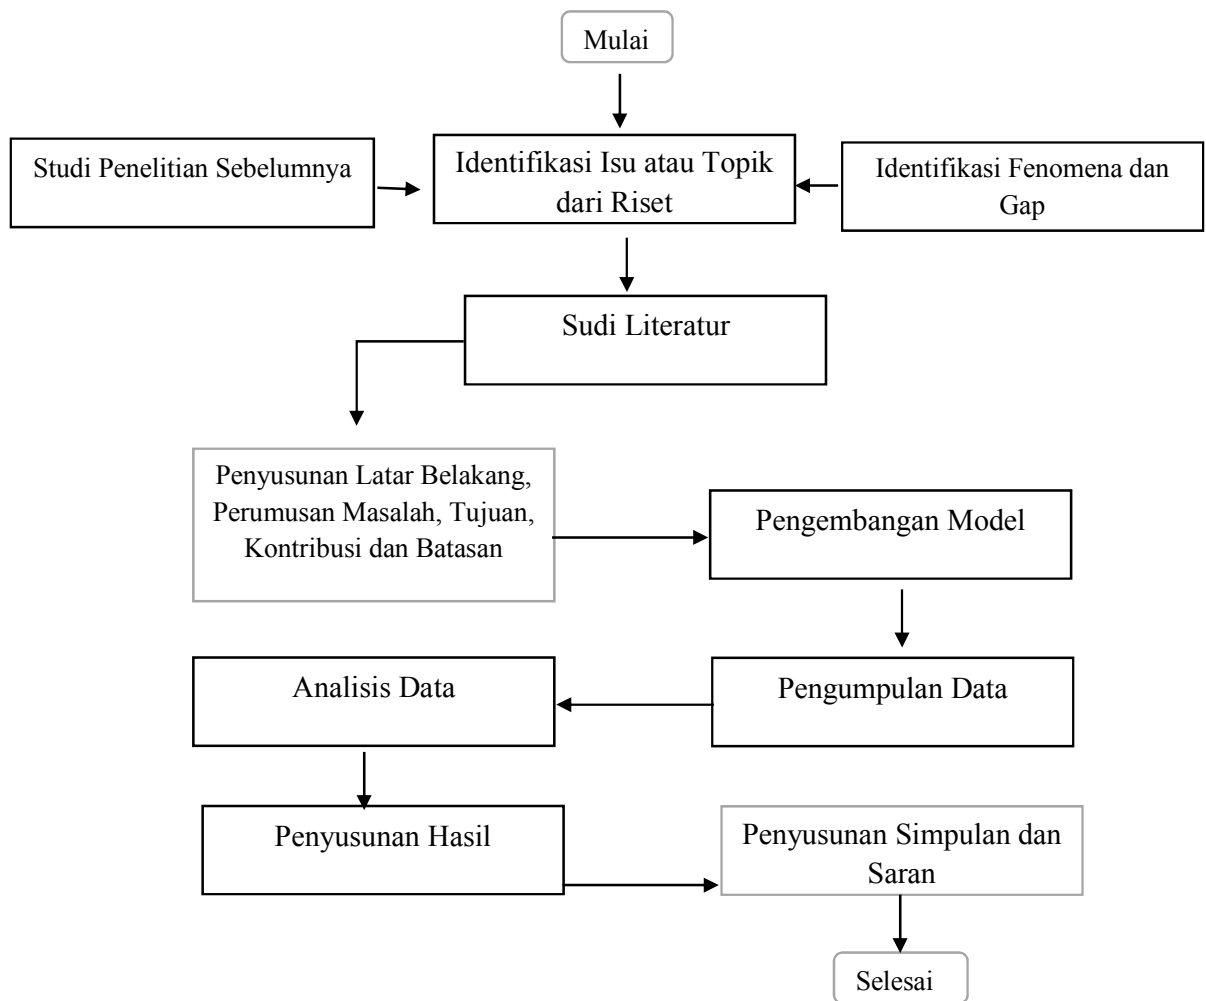 Mulai
Studi Penelitian Sebelumnya
Identifikasi Isu atau Topik
dari Riset
Identifikasi Fenomena dan
Gap
Sudi Literatur
Penyusunan Latar Belakang,
Perumusan Masalah, Tujuan,
Kontribusi dan Batasan
Pengembangan Model
Analisis Data
Pengumpulan Data
Penyusunan Hasil
Penyusunan Simpulan dan
Saran
Selesai